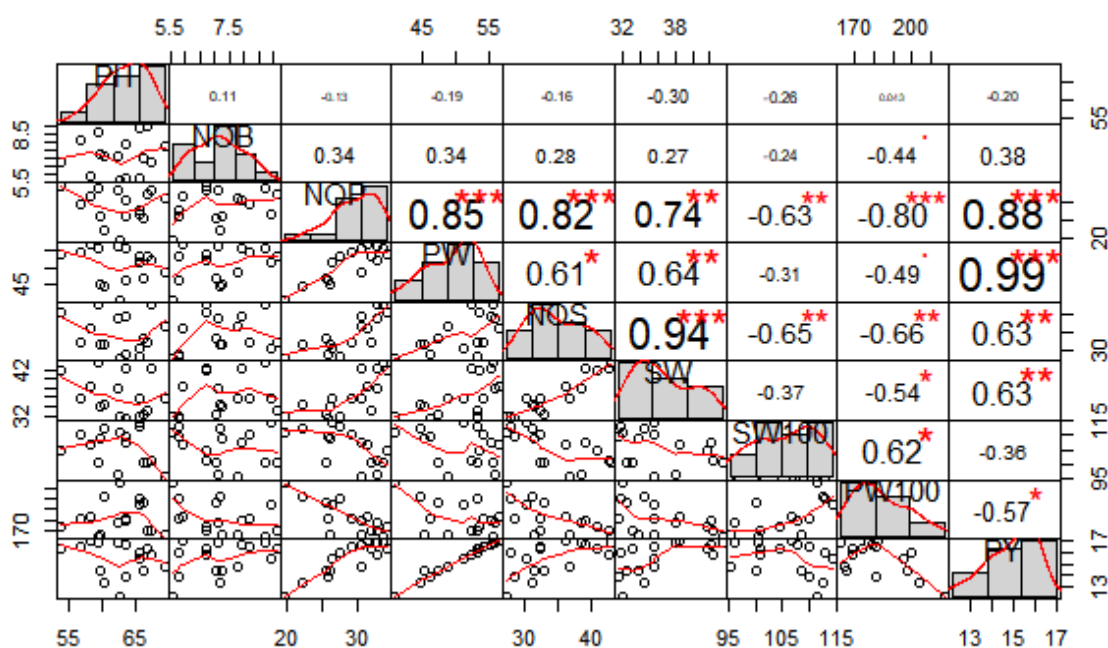 5.5 7.5 45 55 32 38 170 200
PH 0.11 -0.13 -0.19 -0.16 -0.30 -0.26 0.043 -0.20
55
8.5 5.5
NOB 0.34 0.34 0.28 0.27 -0.24 -0.44 . 0.38
NOP 0.85 *** 0.82 *** 0.74 ** -0.63 ** -0.80 *** 0.88 ***
20
45
PW 0.61 * 0.64 ** -0.31 -0.49 . 0.99 ***
NOS 0.94 *** -0.65 ** -0.66 ** 0.63 **
30
42 32
SW -0.37 -0.54 * 0.63 **
115 95
SW100 0.62 * -0.36
170
PW100 -0.57 *
PY
17 13
55 65 20 30 30 40 95 105 115 13 15 17